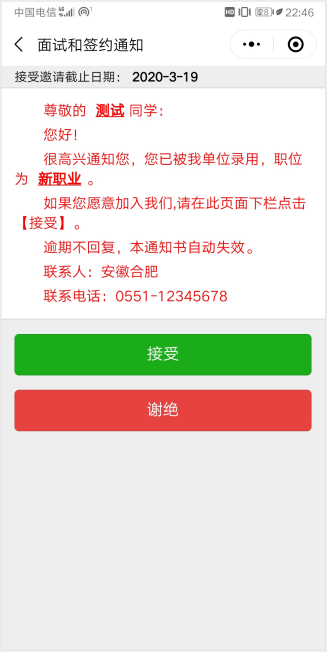 中国电信 HD 22:46
面试和签约通知
接受邀请截止日期： 2020-3-19
尊敬的 测试 同学：
您好！
很高兴通知您，您已被我单位录用，职位
为 新职业 。
如果您愿意加入我们,请在此页面下栏点击
【接受】。
逾期不回复，本通知书自动失效。
联系人：安徽合肥
联系电话：0551-12345678
接受
谢绝